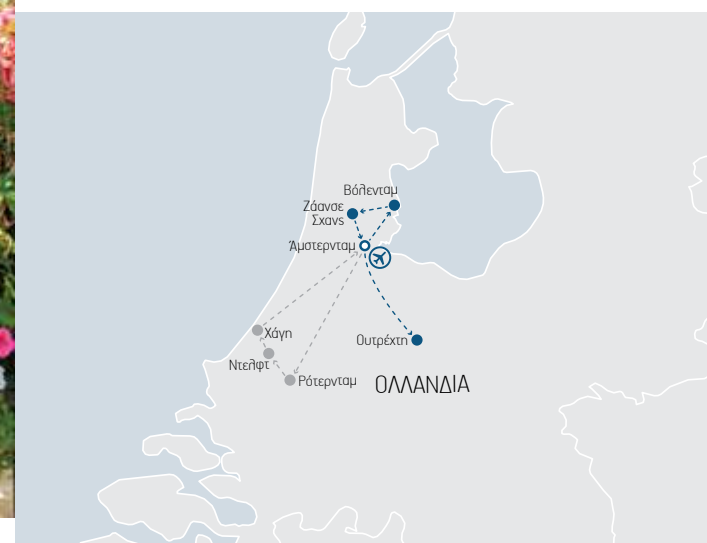 Βόλενταμ
Ζάανσε
Σχανς
Άμστερνταμ
Χάγη
Ουτρέχτη
Ντελφτ
Ρότερνταμ
ΟΛΛΑΝΔΙΑ